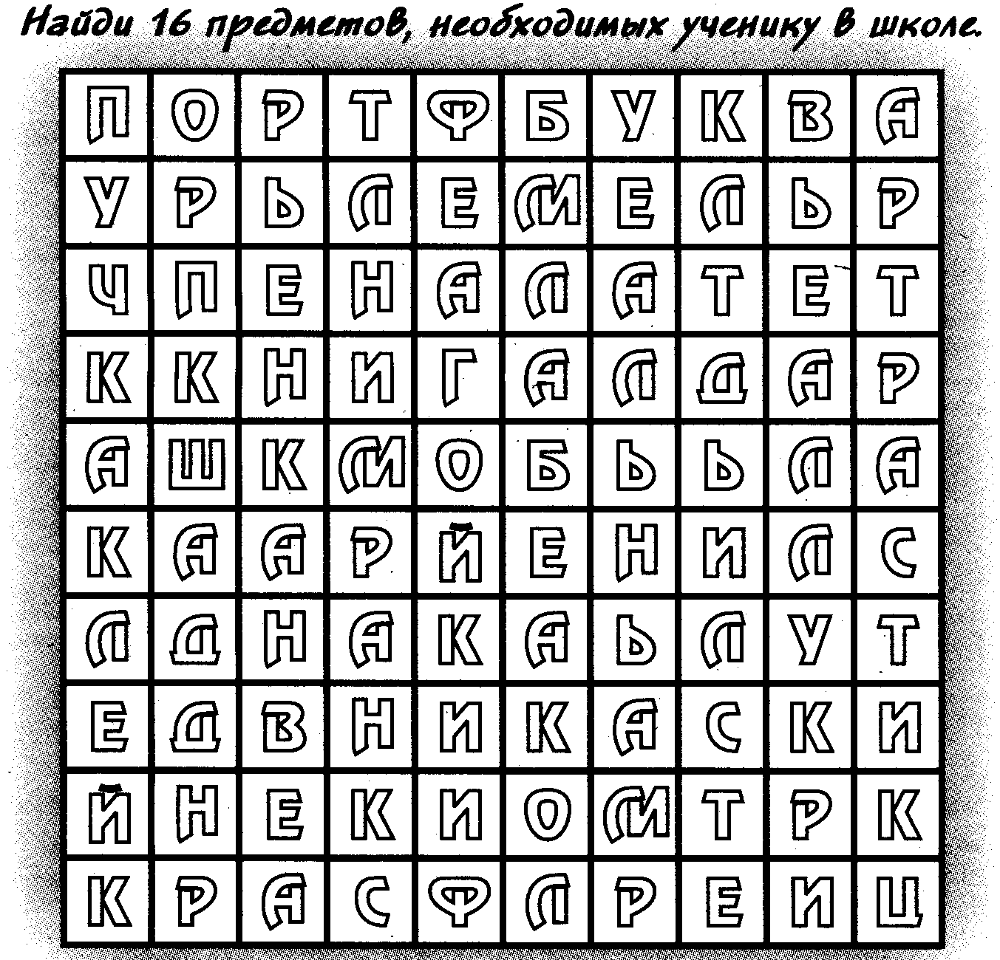 Найди 16 предметов, необходимых ученику в школе.
П О Р Т Ф Б У К В А
У Р Ь Л Е М Е Л Ь Р
Ч П Е Н А Л А Т Е Т
К К Н И Г А Л Д А Р
А Ш К М О Б Ь Ь Л А
К А А Р Й Е Н И Л С
Л Д Н А К А Ь Л У Т
Е Д В Н И К А С К И
Й Н Е К И О М Т Р К
К Р А С Ф Л Р Е И Ц